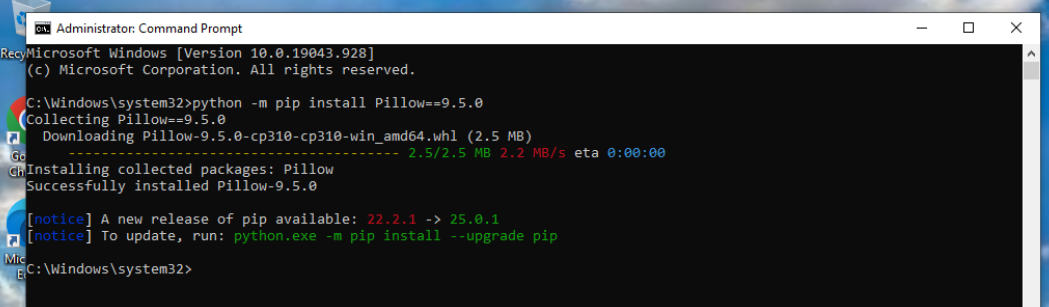 Administrator: Command Prompt
Microsoft Windows [Version 10.0.19043.928]
(c) Microsoft Corporation. All rights reserved.
C:\Windows\system32>python -m pip install Pillow==9.5.0
Collecting Pillow==9.5.0
Downloading Pillow-9.5.0-cp310-cp310-win_amd64.whl (2.5 MB)
---------------------------------------- 2.5/2.5 MB 2.2 MB/s eta 0:00:00
Installing collected packages: Pillow
Successfully installed Pillow-9.5.0
[notice] A new release of pip available: 22.2.1 -> 25.0.1
[notice] To update, run: python.exe -m pip install --upgrade pip
C:\Windows\system32>
Recy
Go
Ch
Mic
E